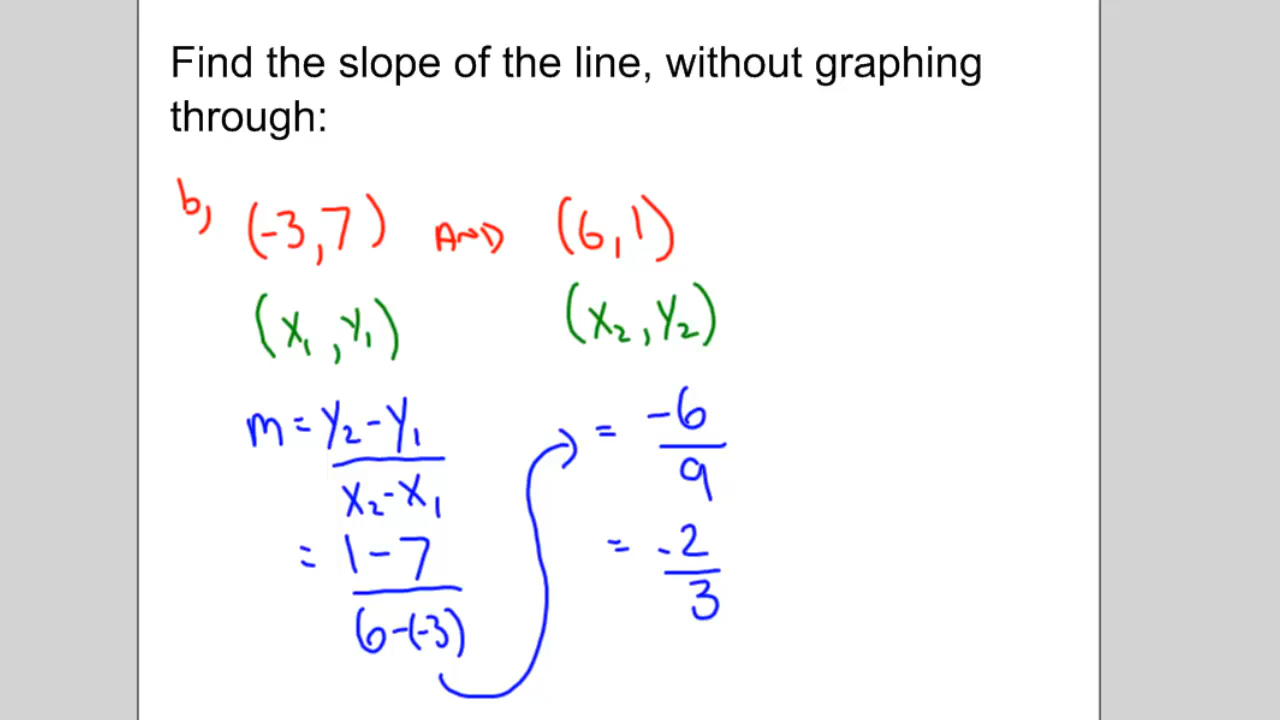 Find the slope of the line, without graphing
through:
b, (-3,7) AND (6,1)
(x₁,y₁) (x₂,y₂)
m = y₂-y₁
x₂-x₁
= 1-7
6-(-3)
= -6
9
= -2
3